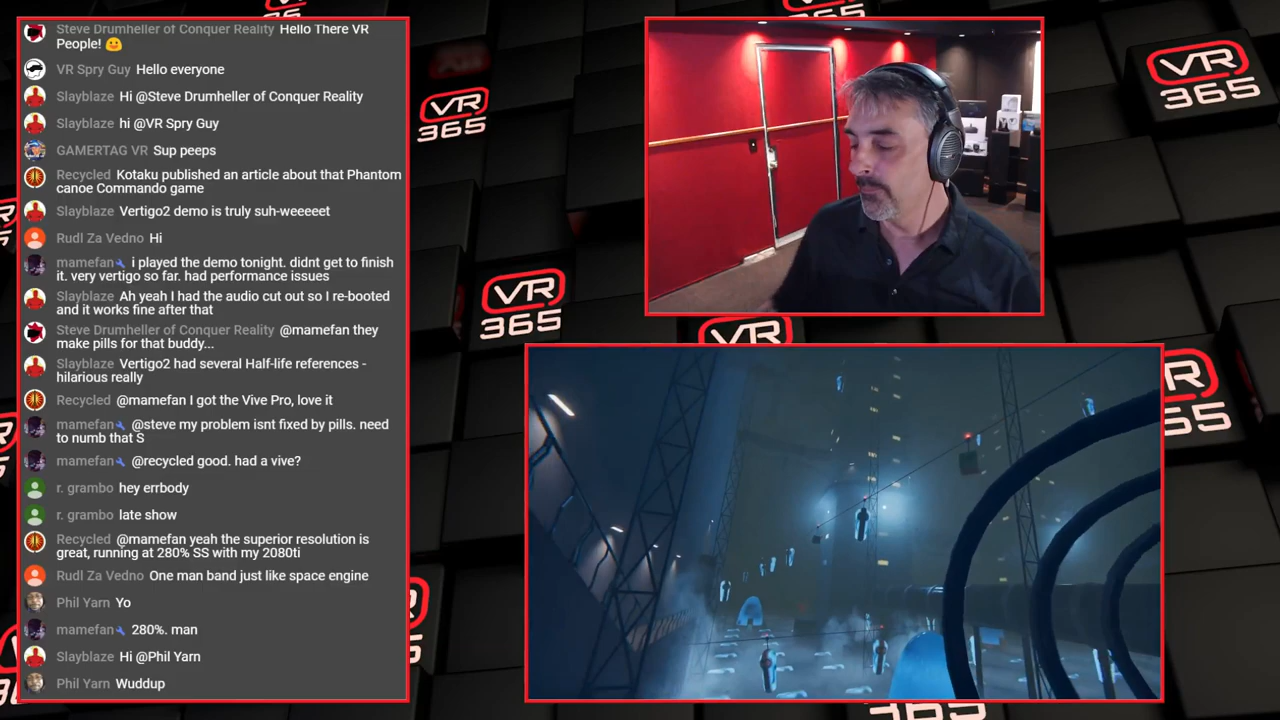 Steve Drumheller of Conquer Reality Hello There VR
People!
VR Spry Guy Hello everyone
Slayblaze Hi @Steve Drumheller of Conquer Reality
Slayblaze hi @VR Spry Guy
GAMERTAG VR Sup peeps
Recycled Kotaku published an article about that Phantom
canoe Commando game
Slayblaze Vertigo2 demo is truly suh-weeeeet
Rudl Za Vedno Hi
mamefan i played the demo tonight. didnt get to finish
it. very vertigo so far. had performance issues
Slayblaze Ah yeah I had the audio cut out so I re-booted
and it works fine after that
Steve Drumheller of Conquer Reality @mamefan they
make pills for that buddy...
Slayblaze Vertigo2 had several Half-life references -
hilarious really
Recycled @mamefan I got the Vive Pro, love it
mamefan @steve my problem isnt fixed by pills. need
to numb that S
mamefan @recycled good. had a vive?
r. grambo hey errbody
r. grambo late show
Recycled @mamefan yeah the superior resolution is
great, running at 280% SS with my 2080ti
Rudl Za Vedno One man band just like space engine
Phil Yarn Yo
mamefan 280%. man
Slayblaze Hi @Phil Yarn
Phil Yarn Wuddup
VR
365
VR
365
VR
365
VR
R
65
365